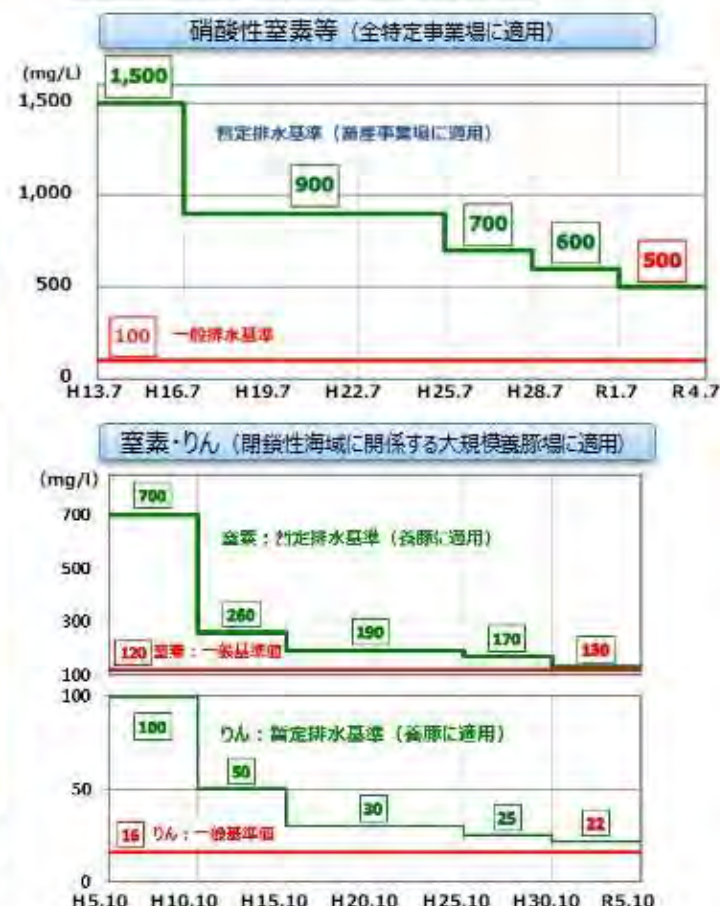 硝酸性窒素等（全特定事業場に適用）
(mg/L)
1,500
1,500
暫定排水基準（畜産事業場に適用）
900
1,000
700
600
500
500
100 一般排水基準
0
H13.7 H16.7 H19.7 H22.7 H25.7 H28.7 R1.7 R4.7
窒素・りん（閉鎖性海域に関係する大規模養豚場に適用）
(mg/l)
700
700
窒素：暫定排水基準（養豚に適用）
500
300
260
190
170
130
120 窒素：一般基準値
100
100
100
りん：暫定排水基準（養豚に適用）
50
50
30
25
22
16 りん：一般基準値
0
H5.10 H10.10 H15.10 H20.10 H25.10 H30.10 R5.10